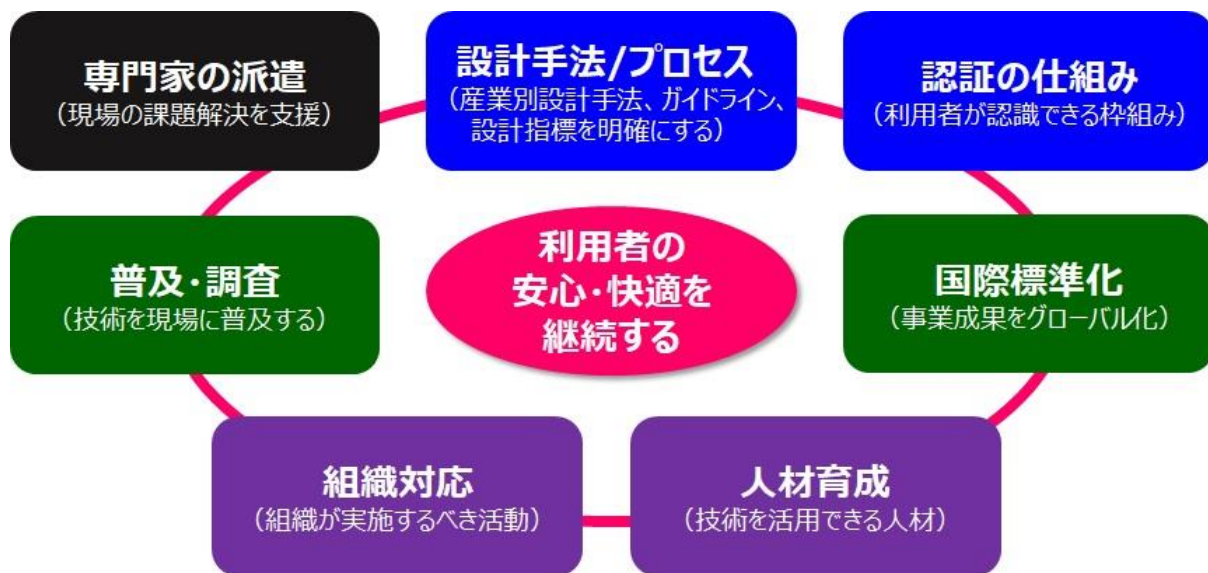 専門家の派遣
(現場の課題解決を支援)
設計手法/プロセス
(産業別設計手法、ガイドライン、
設計指標を明確にする)
認証の仕組み
(利用者が認識できる枠組み)
普及・調査
(技術を現場に普及する)
利用者の
安心・快適を
継続する
国際標準化
(事業成果をグローバル化)
組織対応
(組織が実施するべき活動)
人材育成
(技術を活用できる人材)